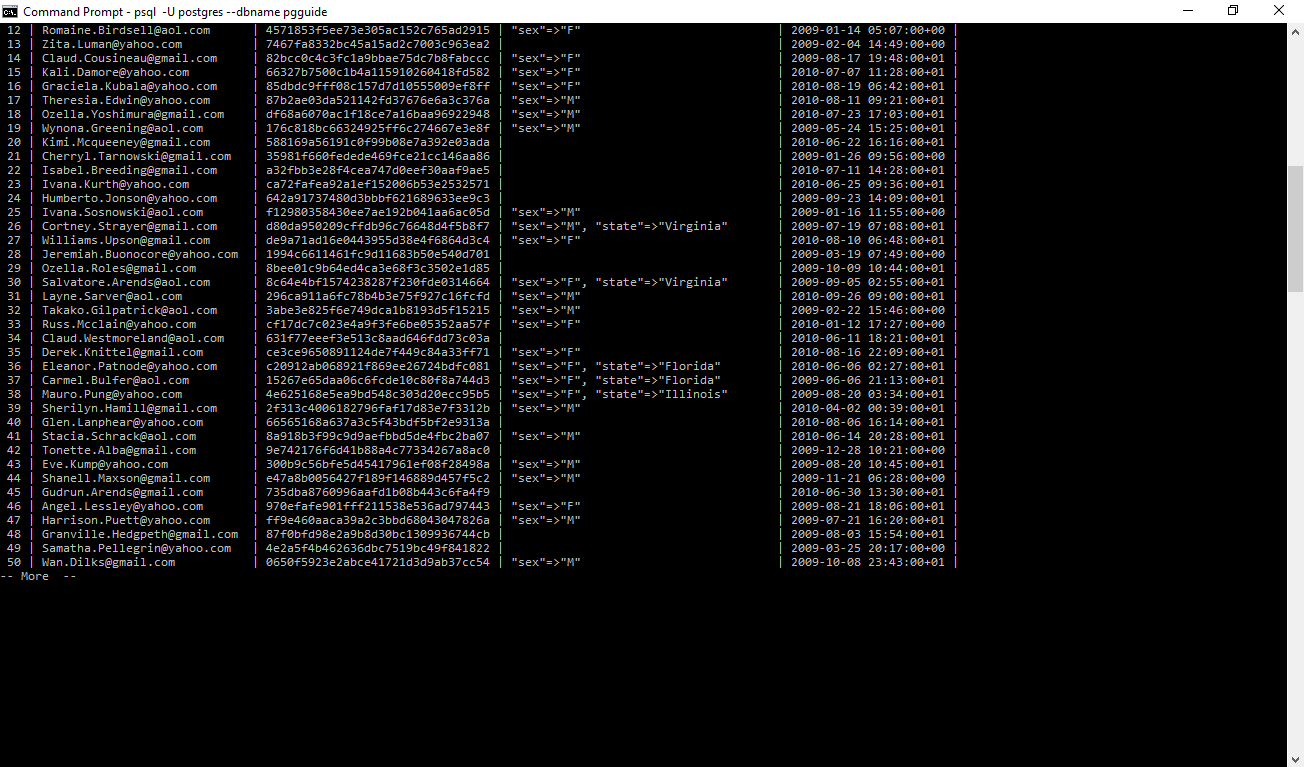 Command Prompt - psql  -U postgres --dbname pgguide
12 | Romaine.Birdsell@aol.com | 4571853f5ee73e305ac152c765ad2915 | "sex"=>"F" | 2009-01-14 05:07:00+00 |
13 | Zita.Luman@yahoo.com | 7467fa8332bc45a15ad2c7003c963ea2 | | 2009-02-04 14:49:00+00 |
14 | Claud.Cousineau@gmail.com | 82bcc0c4c3fc1a9bbae75dc7b8fabccc | "sex"=>"F" | 2009-08-17 19:48:00+01 |
15 | Kali.Damore@yahoo.com | 66327b7500c1b4a115910260418fd582 | "sex"=>"F" | 2010-07-07 11:28:00+01 |
16 | Graciela.Kubala@yahoo.com | 85dbdc9fff08c157d7d10555009ef8ff | "sex"=>"F" | 2010-08-19 06:42:00+01 |
17 | Theresia.Edwin@yahoo.com | 87b2ae03da521142fd37676e6a3c376a | "sex"=>"M" | 2010-08-11 09:21:00+01 |
18 | Ozella.Yoshimura@gmail.com | df68a6070ac1f18ce7a16baa96922948 | "sex"=>"M" | 2010-07-23 17:03:00+01 |
19 | Wynona.Greening@aol.com | 176c818bc66324925ff6c274667e3e8f | "sex"=>"M" | 2009-05-24 15:25:00+01 |
20 | Kimi.Mcqueeney@gmail.com | 588169a56191c0f99b08e7a392e03ada | | 2010-06-22 16:16:00+01 |
21 | Cherryl.Tarnowski@gmail.com | 35981f660fedede469fce21cc146aa86 | | 2009-01-26 09:56:00+00 |
22 | Isabel.Breeding@gmail.com | a32fbb3e28f4cea747d0eef30aaf9ae5 | | 2010-07-11 14:28:00+01 |
23 | Ivana.Kurth@yahoo.com | ca72fafea92a1ef152006b53e2532571 | | 2010-06-25 09:36:00+01 |
24 | Humberto.Jonson@yahoo.com | 642a91737480d3bbbf621689633ee9c3 | | 2009-09-23 14:09:00+01 |
25 | Ivana.Sosnowski@aol.com | f12980358430ee7ae192b041aa6ac05d | "sex"=>"M" | 2009-01-16 11:55:00+00 |
26 | Cortney.Strayer@gmail.com | d80da950209cffdb96c76648d4f5b8f7 | "sex"=>"M", "state"=>"Virginia" | 2009-07-19 07:08:00+01 |
27 | Williams.Upson@gmail.com | de9a71ad16e0443955d38e4f6864d3c4 | "sex"=>"F" | 2010-08-10 06:48:00+01 |
28 | Jeremiah.Buonocore@yahoo.com | 1994c6611461fc9d11683b50e540d701 | | 2009-03-19 07:49:00+00 |
29 | Ozella.Roles@gmail.com | 8bee01c9b64ed4ca3e68f3c3502e1d85 | | 2009-10-09 10:44:00+01 |
30 | Salvatore.Arends@aol.com | 8c64e4bf1574238287f230fde0314664 | "sex"=>"F", "state"=>"Virginia" | 2009-09-05 02:55:00+01 |
31 | Layne.Sarver@aol.com | 296ca911a6fc78b4b3e75f927c16fcfd | "sex"=>"M" | 2010-09-26 09:00:00+01 |
32 | Takako.Gilpatrick@aol.com | 3abe3e825f6e749dca1b8193d5f15215 | "sex"=>"M" | 2009-02-22 15:46:00+00 |
33 | Russ.Mcclain@yahoo.com | cf17dc7c023e4a9f3fe6be05352aa57f | "sex"=>"F" | 2010-01-12 17:27:00+00 |
34 | Claud.Westmoreland@aol.com | 631f77eeef3e513c8aad646fdd73c03a | | 2010-06-11 18:21:00+01 |
35 | Derek.Knittel@gmail.com | ce3ce9650891124de7f449c84a33ff71 | "sex"=>"F" | 2010-08-16 22:09:00+01 |
36 | Eleanor.Patnode@yahoo.com | c20912ab068921f869ee26724bdfc081 | "sex"=>"F", "state"=>"Florida" | 2010-06-06 02:27:00+01 |
37 | Carmel.Bulfer@aol.com | 15267e65daa06c6fcde10c80f8a744d3 | "sex"=>"F", "state"=>"Florida" | 2009-06-06 21:13:00+01 |
38 | Mauro.Pung@yahoo.com | 4e625168e5ea9bd548c303d20ecc95b5 | "sex"=>"F", "state"=>"Illinois" | 2009-08-20 03:34:00+01 |
39 | Sherilyn.Hamill@gmail.com | 2f313c4006182796faf17d83e7f3312b | "sex"=>"M" | 2010-04-02 00:39:00+01 |
40 | Glen.Lanphear@yahoo.com | 66565168a637a3c5f43bdf5bf2e9313a | | 2010-08-06 16:14:00+01 |
41 | Stacia.Schrack@aol.com | 8a918b3f99c9d9aefbbd5de4fbc2ba07 | "sex"=>"M" | 2010-06-14 20:28:00+01 |
42 | Tonette.Alba@gmail.com | 9e742176f6d41b88a4c77334267a8ac0 | | 2009-12-28 10:21:00+00 |
43 | Eve.Kump@yahoo.com | 300b9c56bfe5d45417961ef08f28498a | "sex"=>"M" | 2009-08-20 10:45:00+01 |
44 | Shanell.Maxson@gmail.com | e47a8b0056427f189f146889d457f5c2 | "sex"=>"M" | 2009-11-21 06:28:00+00 |
45 | Gudrun.Arends@gmail.com | 735dba8760996aafd1b08b443c6fa4f9 | | 2010-06-30 13:30:00+01 |
46 | Angel.Lessley@yahoo.com | 970efafe901fff211538e536ad797443 | "sex"=>"F" | 2009-08-21 18:06:00+01 |
47 | Harrison.Puett@yahoo.com | ff9e460aaca39a2c3bbd68043047826a | "sex"=>"M" | 2009-07-21 16:20:00+01 |
48 | Granville.Hedgpeth@gmail.com | 87f0bfd98e2a9b8d30bc1309936744cb | | 2009-08-03 15:54:00+01 |
49 | Samatha.Pellegrin@yahoo.com | 4e2a5f4b462636dbc7519bc49f841822 | | 2009-03-25 20:17:00+00 |
50 | Wan.Dilks@gmail.com | 0650f5923e2abce41721d3d9ab37cc54 | "sex"=>"M" | 2009-10-08 23:43:00+01 |
-- More  --